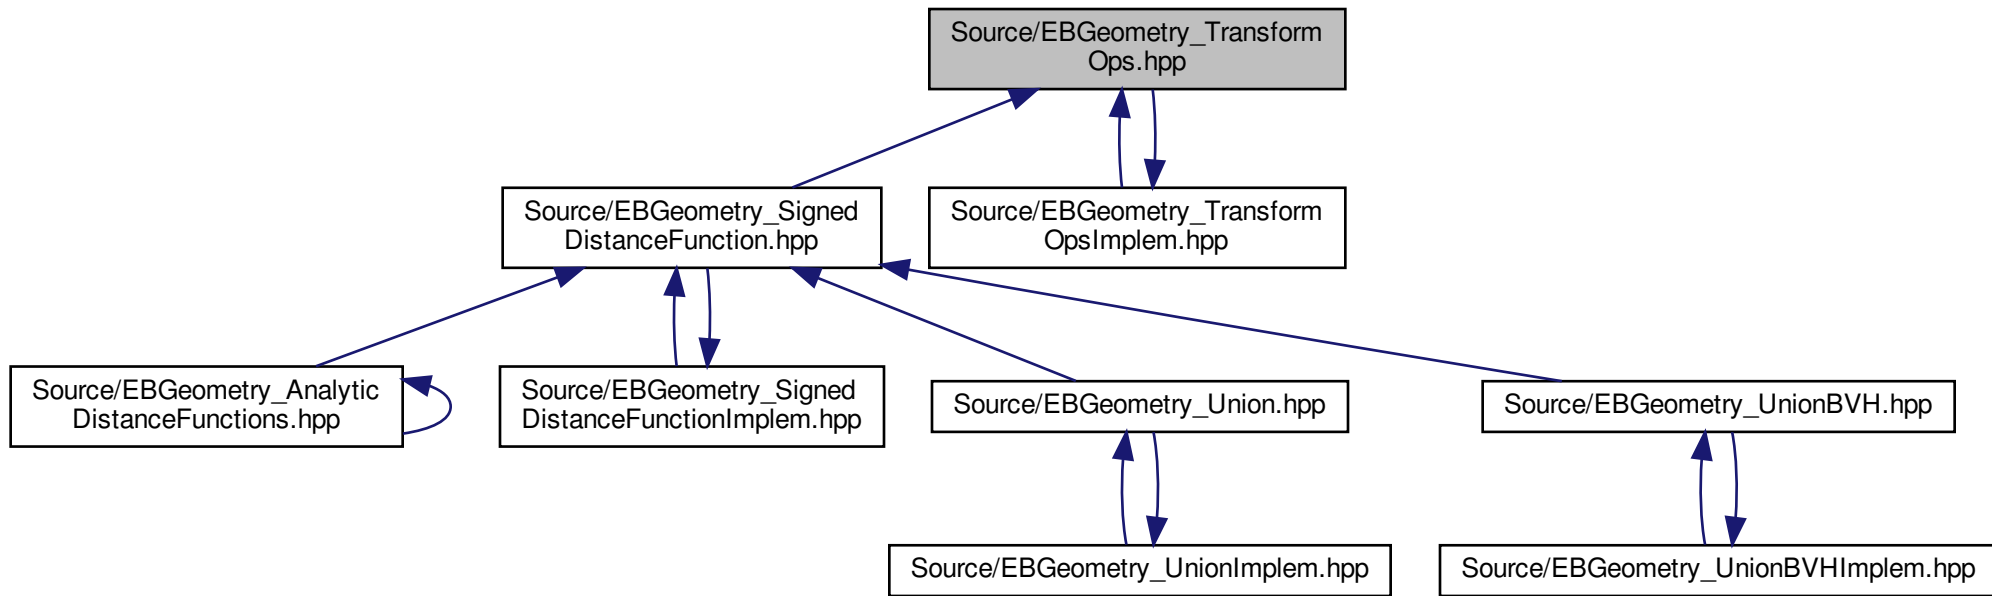 Source/EBGeometry_Transform
Ops.hpp
Source/EBGeometry_Signed
DistanceFunction.hpp
Source/EBGeometry_Transform
OpsImplem.hpp
Source/EBGeometry_Analytic
DistanceFunctions.hpp
Source/EBGeometry_Signed
DistanceFunctionImplem.hpp
Source/EBGeometry_Union.hpp
Source/EBGeometry_UnionBVH.hpp
Source/EBGeometry_UnionImplem.hpp
Source/EBGeometry_UnionBVHImplem.hpp